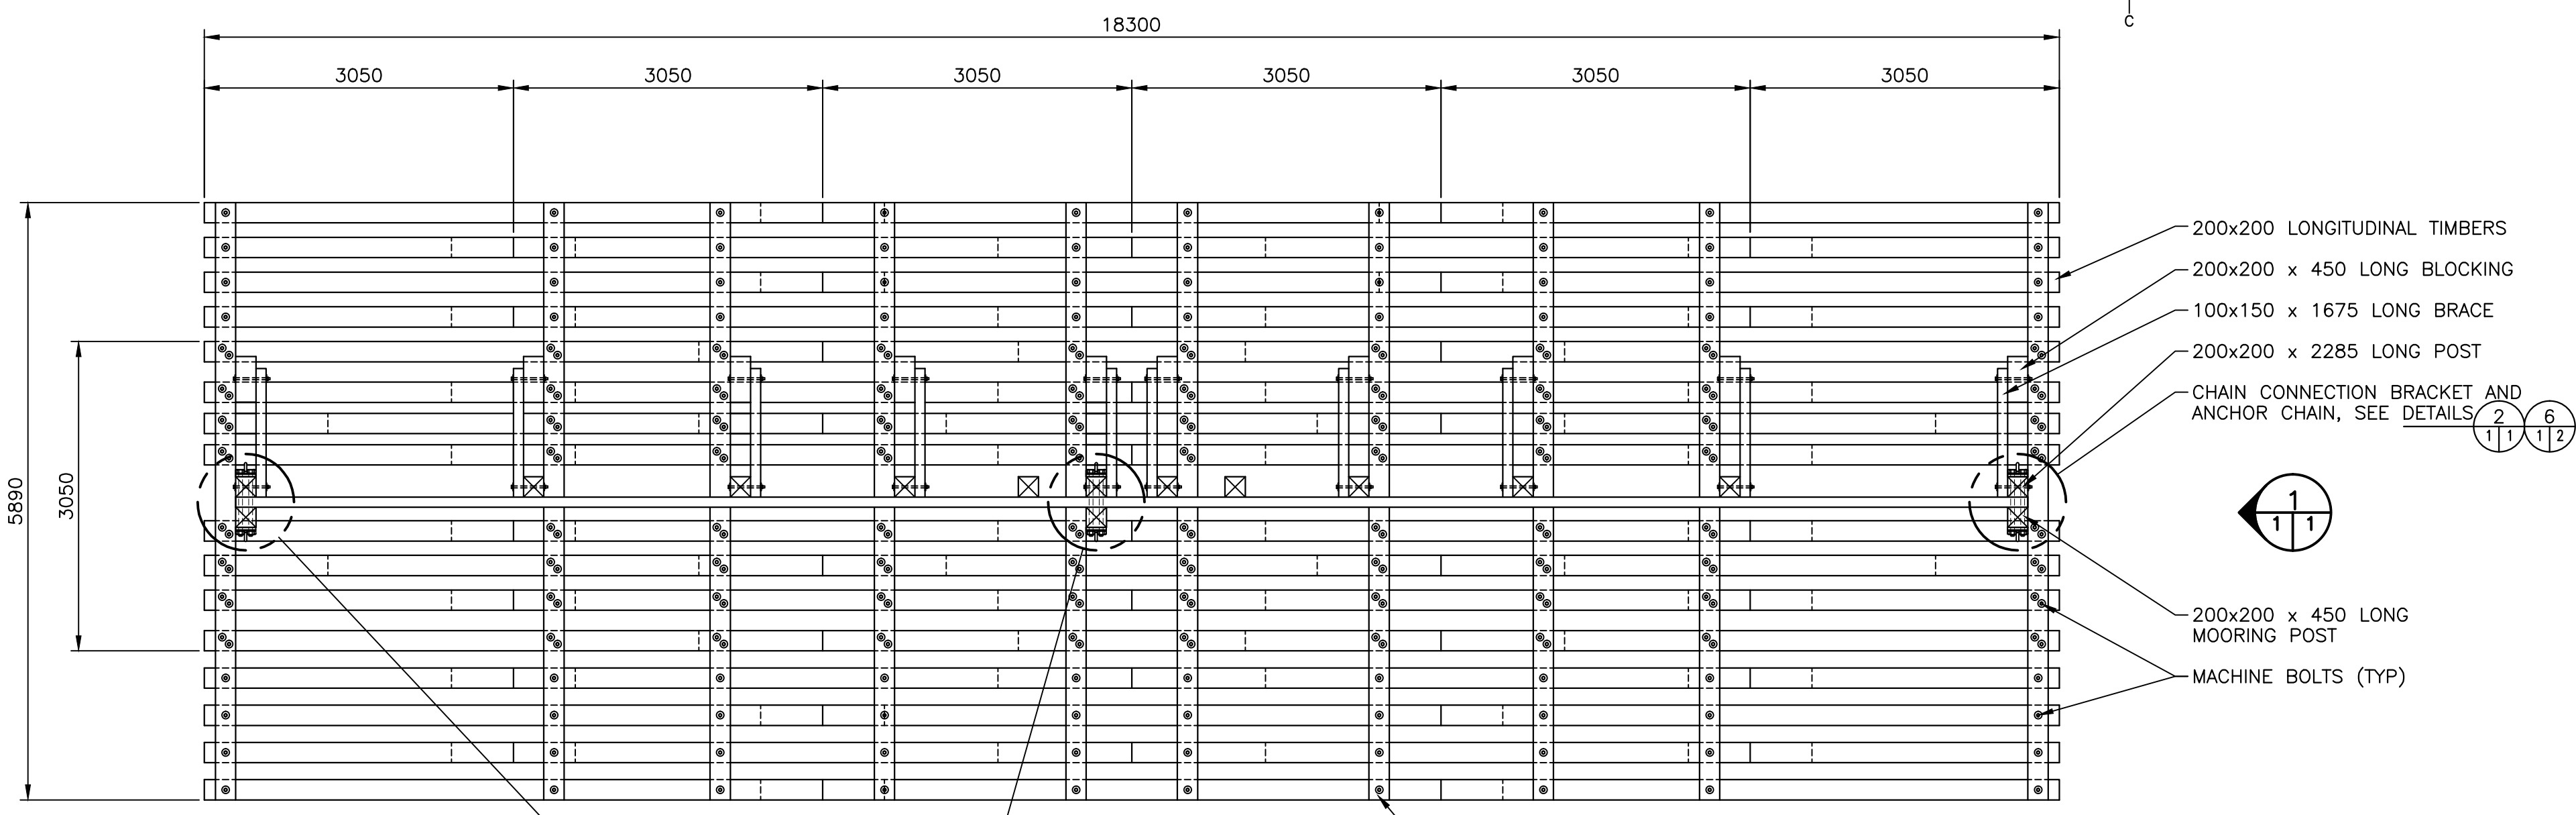 C
18300
3050 3050 3050 3050 3050 3050
5890
3050
200x200 LONGITUDINAL TIMBERS
200x200 x 450 LONG BLOCKING
100x150 x 1675 LONG BRACE
200x200 x 2285 LONG POST
CHAIN CONNECTION BRACKET AND
ANCHOR CHAIN, SEE DETAILS
2 6
1 1 1 2
1
1 1
200x200 x 450 LONG
MOORING POST
MACHINE BOLTS (TYP)